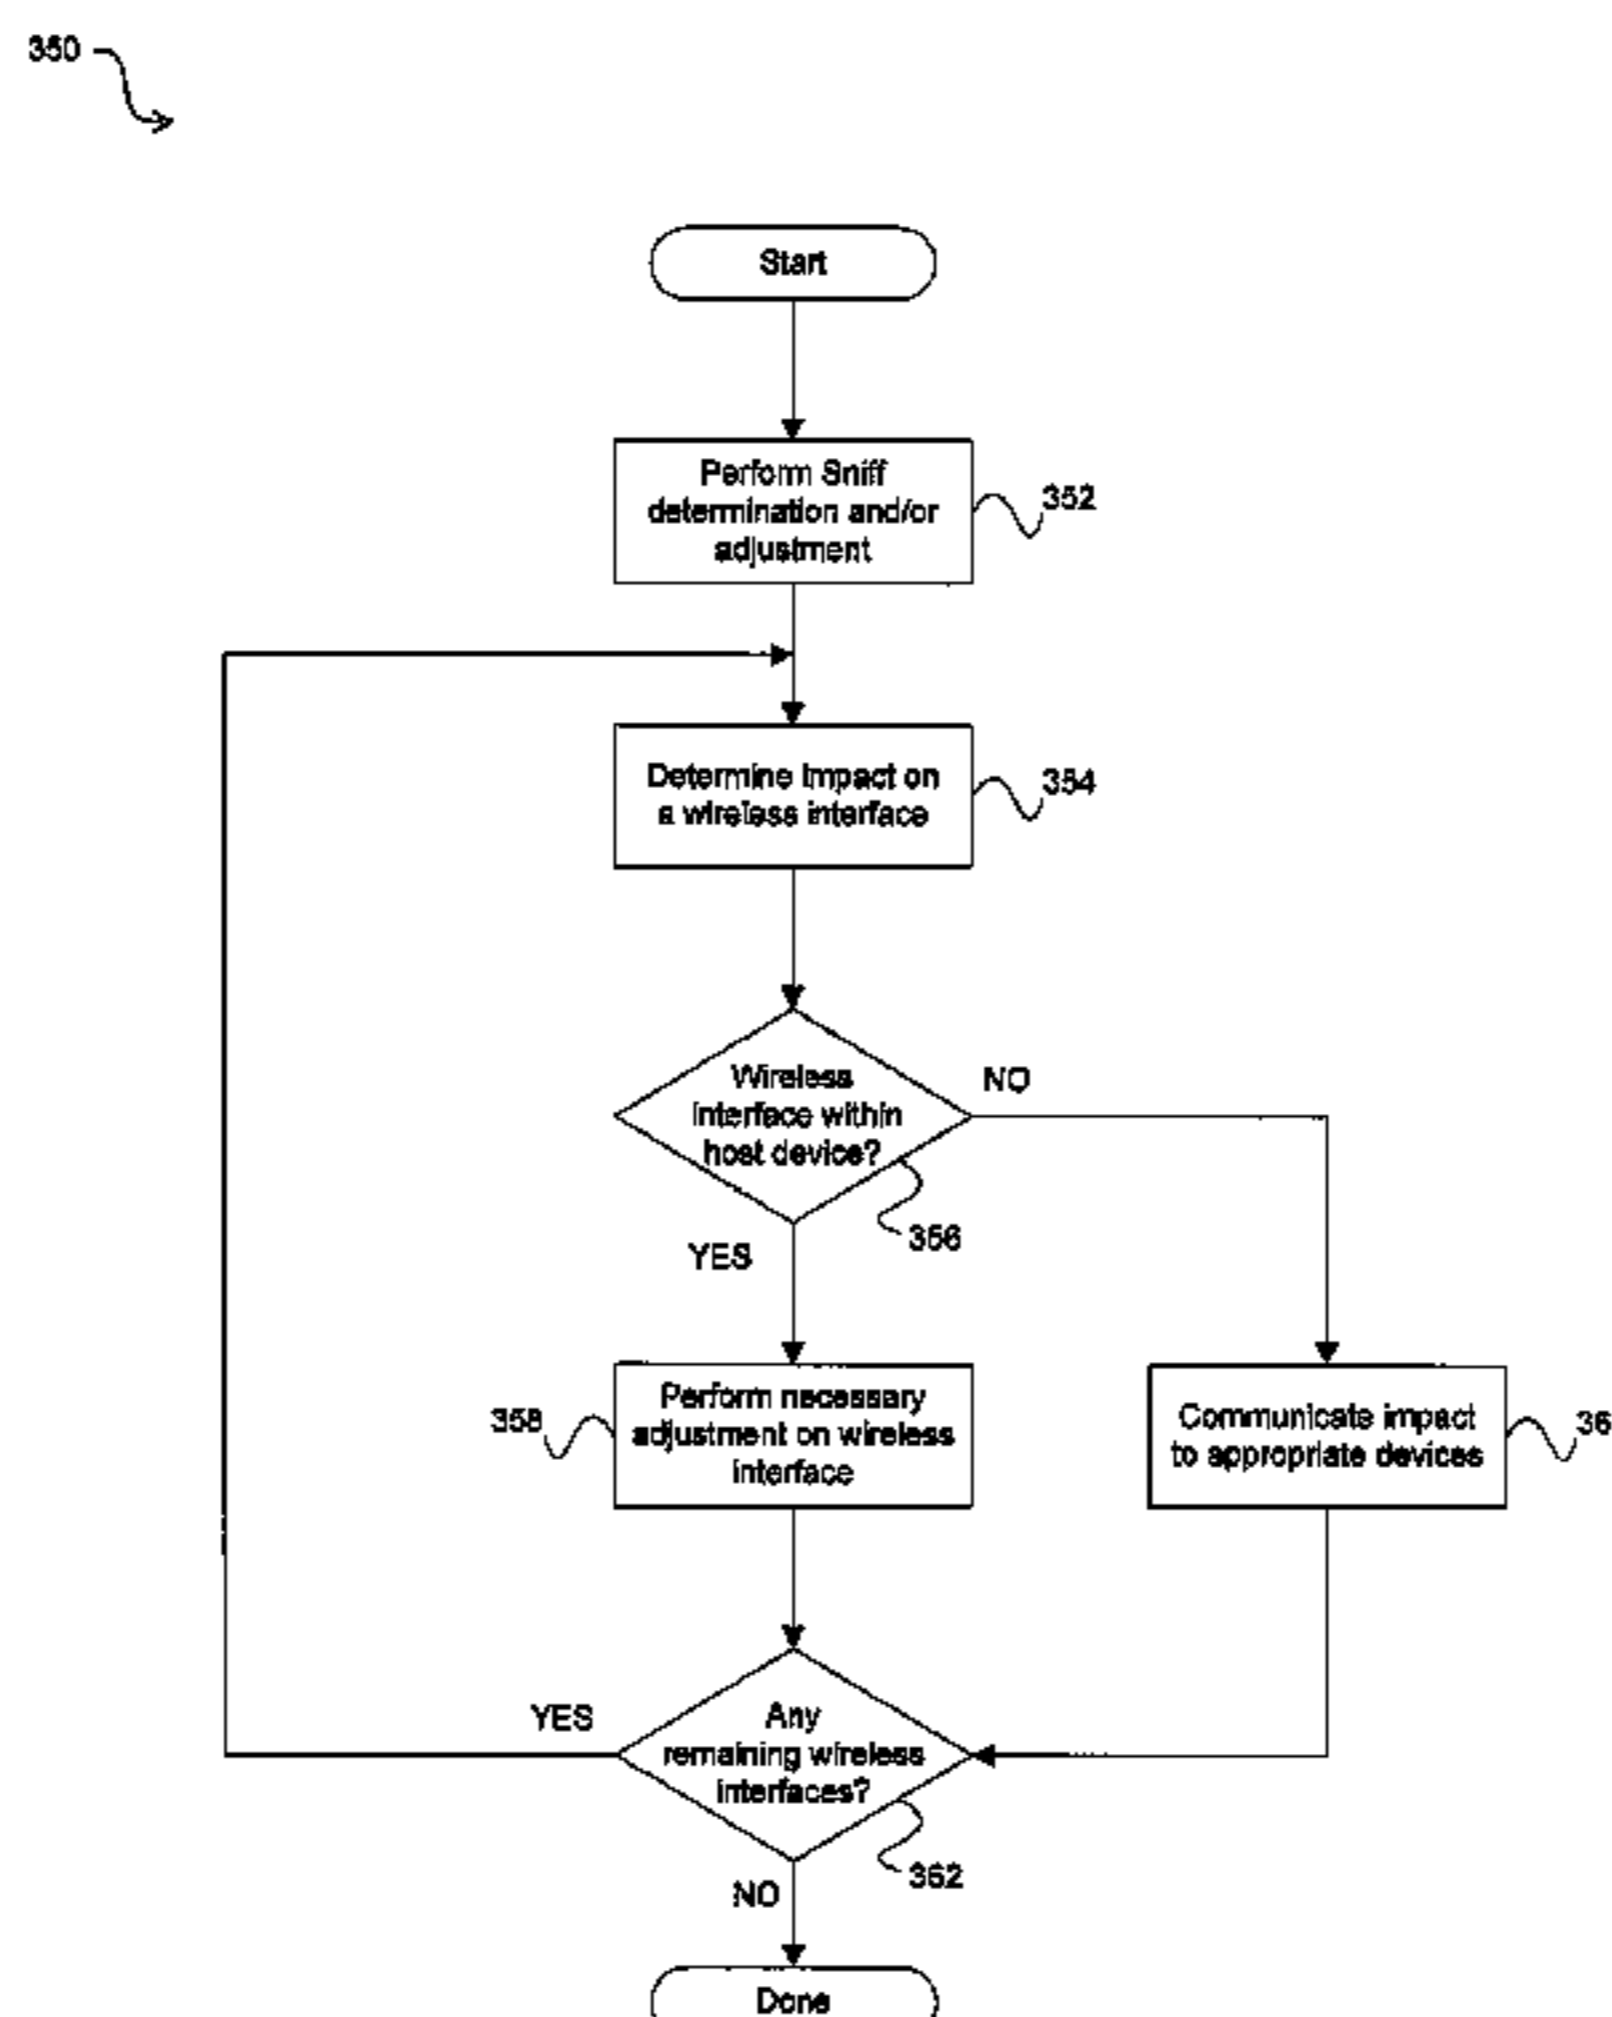 350
Start
Perform Sniff
determination and/or
adjustment
352
Determine impact on
a wireless interface
354
Wireless
interface within
host device?
NO
356
YES
Perform necessary
adjustment on wireless
interface
358
Communicate impact
to appropriate devices
36
Any
remaining wireless
interfaces?
YES
362
NO
Done